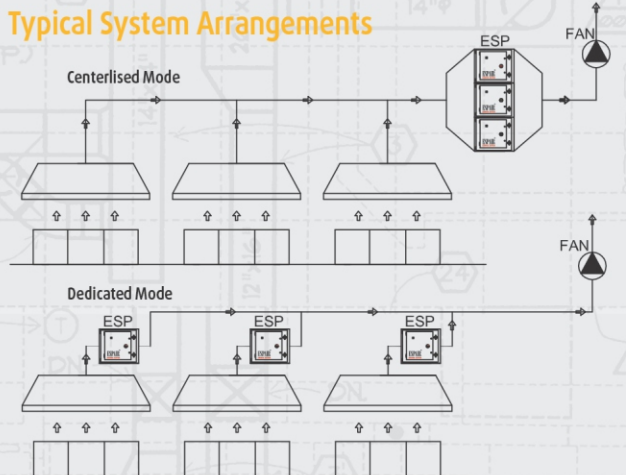 Typical System Arrangements
ESP
FAN
Centerlised Mode
FAN
Dedicated Mode
ESP
ESP
ESP